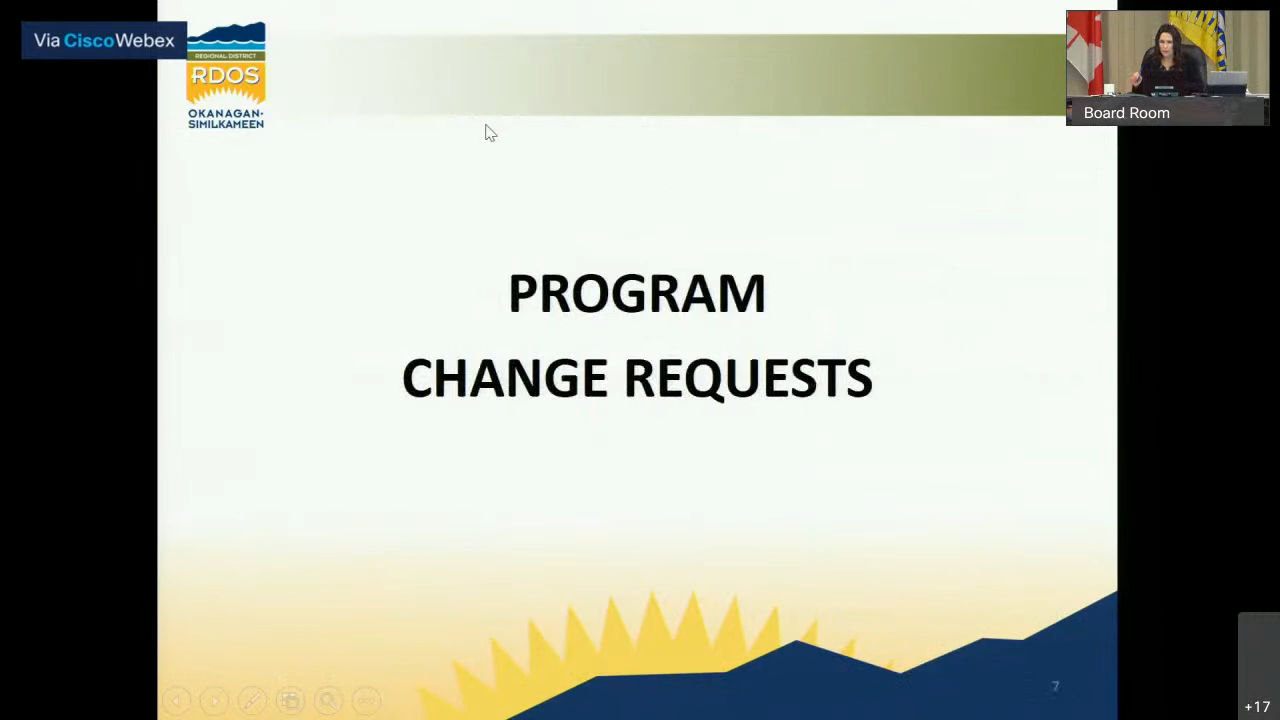 Via CiscoWebex
REGIONAL DISTRICT
RDOS
OKANAGAN-
SIMILKAMEEN
Board Room
PROGRAM
CHANGE REQUESTS
7
+17